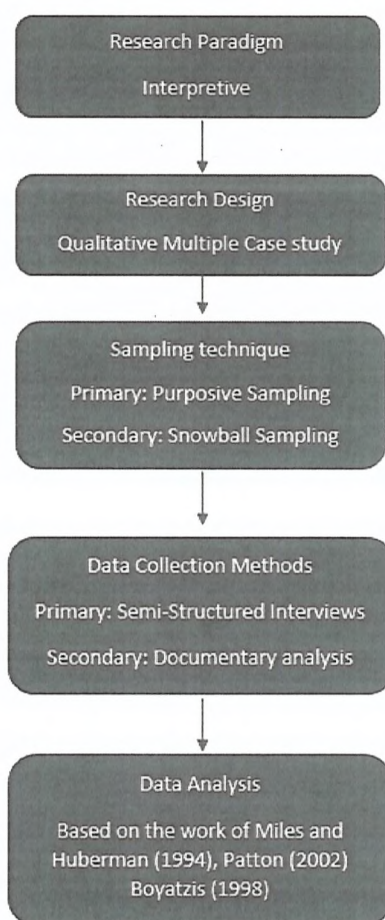 Research Paradigm
Interpretive
Research Design
Qualitative Multiple Case study
Sampling technique
Primary: Purposive Sampling
Secondary: Snowball Sampling
Data Collection Methods
Primary: Semi-Structured Interviews
Secondary: Documentary analysis
Data Analysis
Based on the work of Miles and
Huberman (1994), Patton (2002)
Boyatzis (1998)